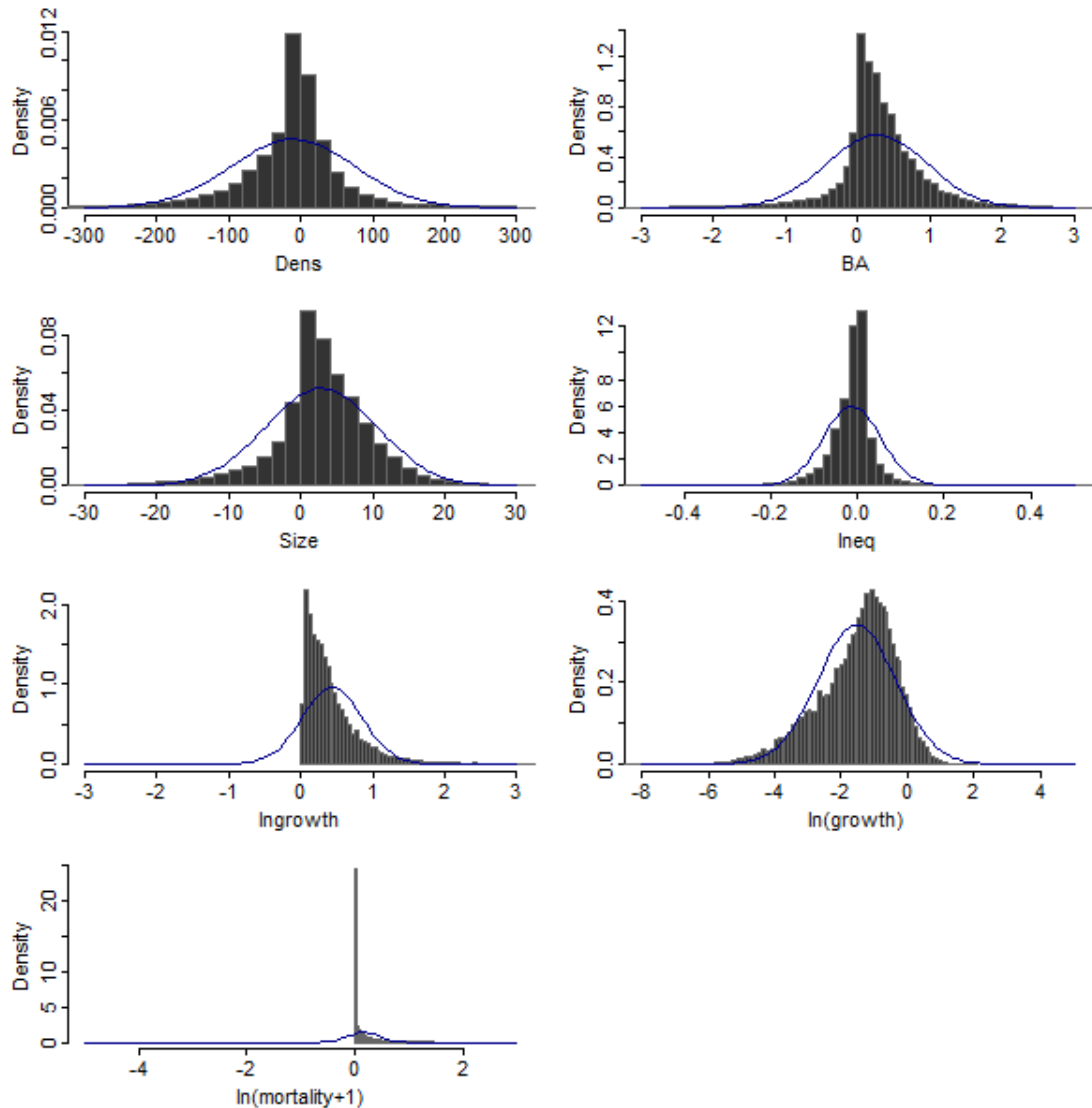 Density
0.000 0.006 0.012
-300 -200 -100 0 100 200 300
Dens
Density
0.0 0.4 0.8 1.2
-3 -2 -1 0 1 2 3
BA
Density
0.00 0.04 0.08
-30 -20 -10 0 10 20 30
Size
Density
0 2 4 6 8 12
-0.4 -0.2 0.0 0.2 0.4
Ineq
Density
0.0 1.0 2.0
-3 -2 -1 0 1 2 3
Ingrowth
Density
0.0 0.2 0.4
-8 -6 -4 -2 0 2 4
ln(growth)
Density
0 5 10 20
-4 -2 0 2
ln(mortality+1)